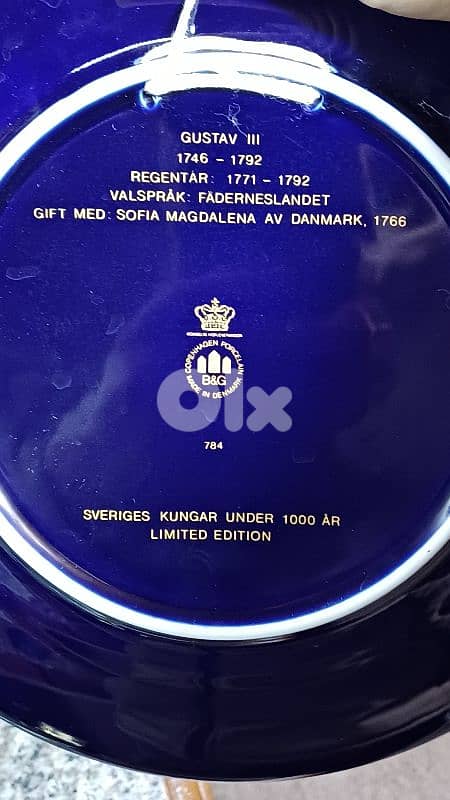 GUSTAV III
1746 - 1792
REGENTÅR: 1771 - 1792
VALSPRÅK: FÄDERNESLANDET
GIFT MED: SOFIA MAGDALENA AV DANMARK, 1766
COPENHAGEN PORCELAIN
B&G
MADE IN DENMARK
olx
784
SVERIGES KUNGAR UNDER 1000 ÅR
LIMITED EDITION